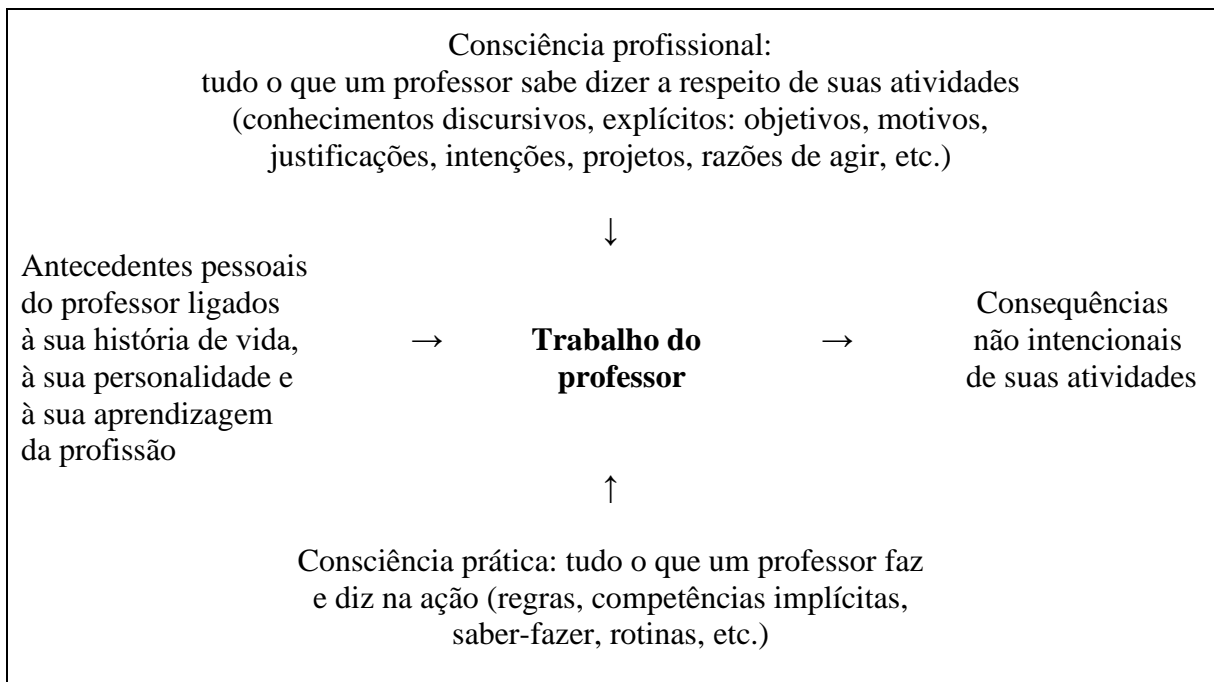 Consciência profissional:
tudo o que um professor sabe dizer a respeito de suas atividades
(conhecimentos discursivos, explícitos: objetivos, motivos,
justificações, intenções, projetos, razões de agir, etc.)
↓
Antecedentes pessoais
do professor ligados
à sua história de vida,
à sua personalidade e
à sua aprendizagem
da profissão
→
Trabalho do
professor
→
Consequências
não intencionais
de suas atividades
↑
Consciência prática: tudo o que um professor faz
e diz na ação (regras, competências implícitas,
saber-fazer, rotinas, etc.)